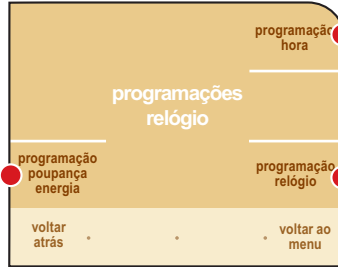 programação
hora
programações
relógio
programação
poupança
energia
programação
relógio
voltar
atrás
voltar ao
menu